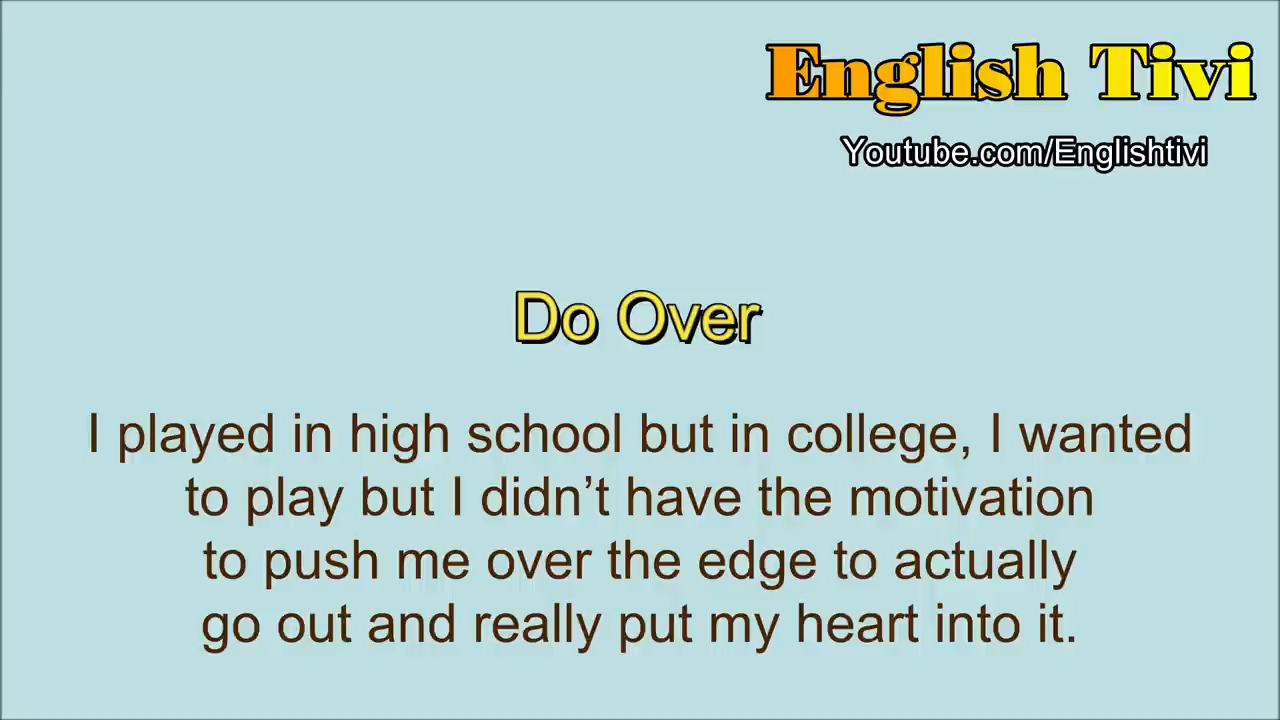 English Tivi
Youtube.com/Englishtivi
Do Over
I played in high school but in college, I wanted
to play but I didn’t have the motivation
to push me over the edge to actually
go out and really put my heart into it.